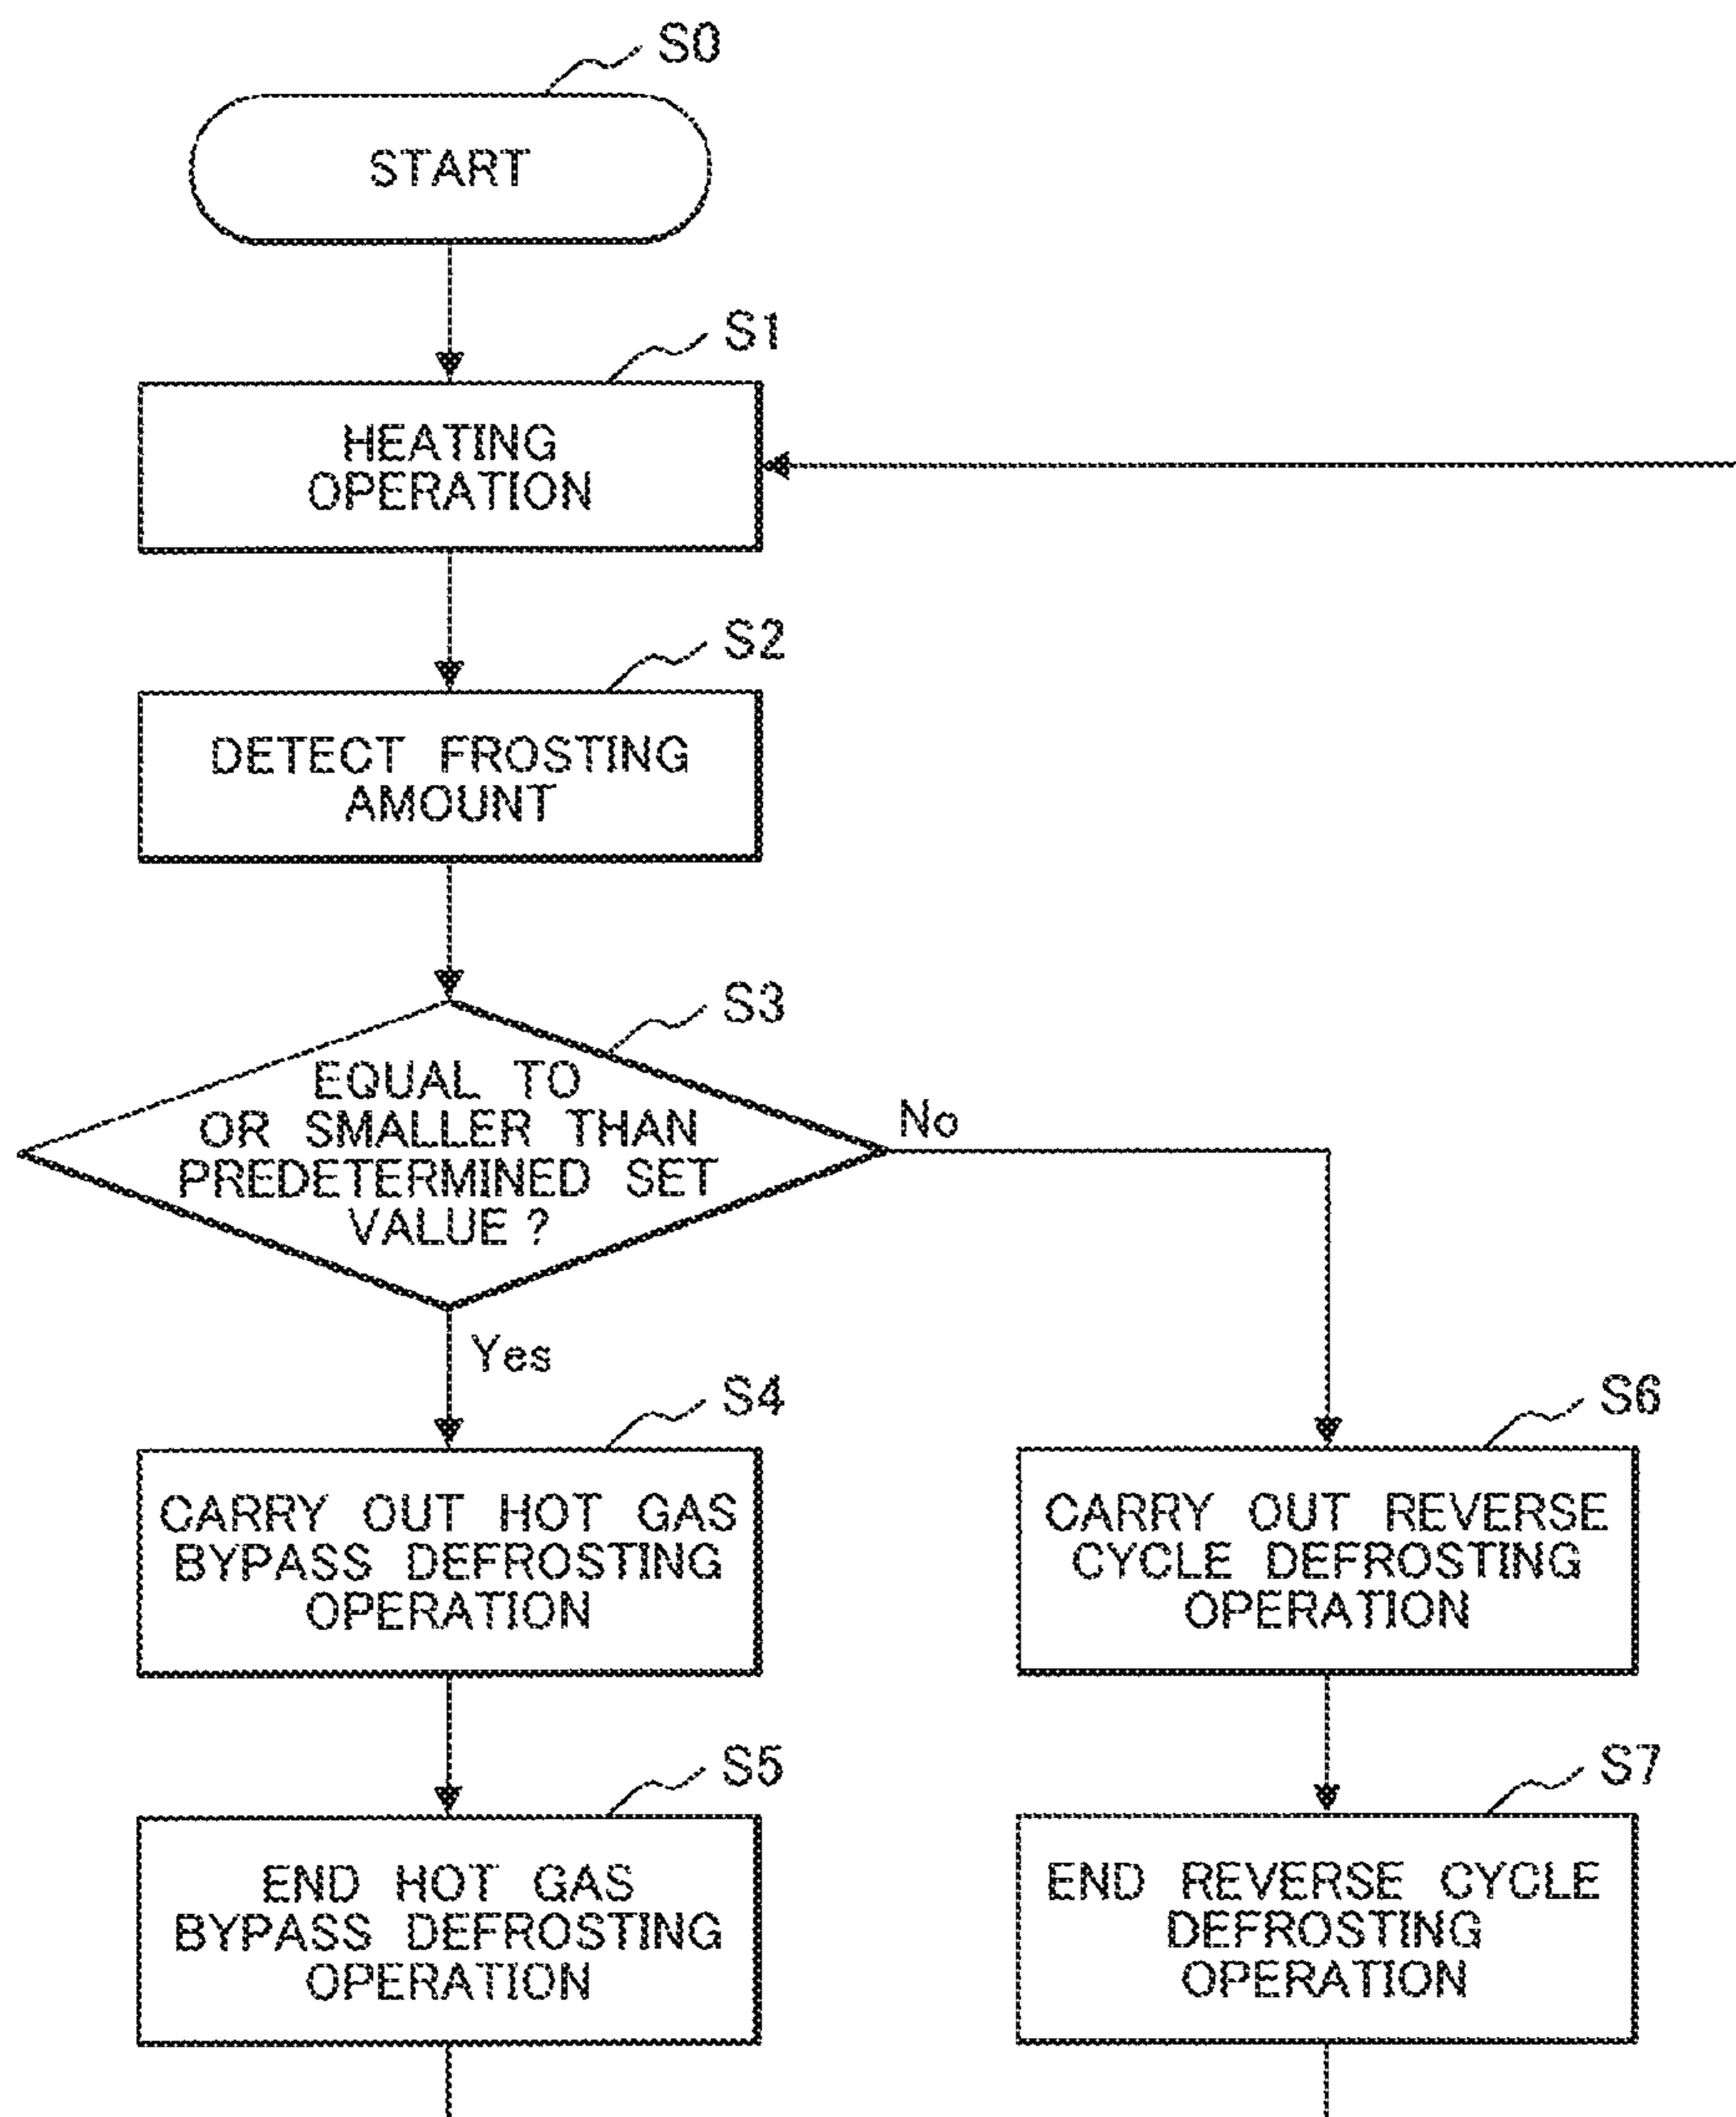 S0
START
S1
HEATING
OPERATION
S2
DETECT FROSTING
AMOUNT
S3
EQUAL TO
OR SMALLER THAN
PREDETERMINED SET
VALUE?
No
Yes
S4
CARRY OUT HOT GAS
BYPASS DEFROSTING
OPERATION
S6
CARRY OUT REVERSE
CYCLE DEFROSTING
OPERATION
S5
END HOT GAS
BYPASS DEFROSTING
OPERATION
S7
END REVERSE CYCLE
DEFROSTING
OPERATION